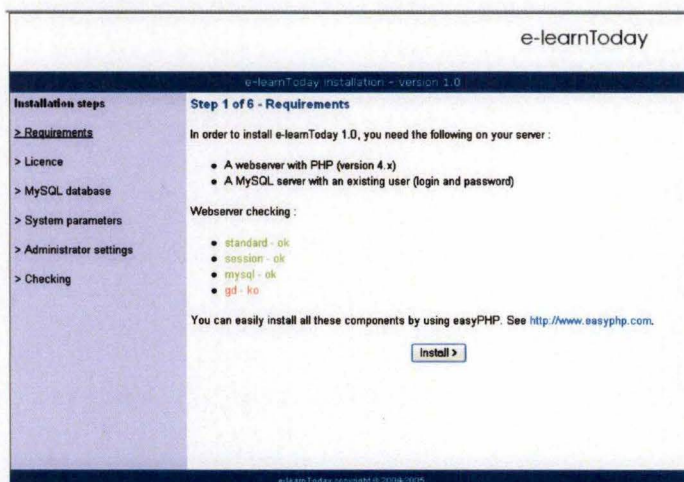 e-learnToday
e-learnToday installation - version 1.0
Installation steps
> Requirements
> Licence
> MySQL database
> System parameters
> Administrator settings
> Checking
Step 1 of 6 - Requirements
In order to install e-learnToday 1.0, you need the following on your server :
• A webserver with PHP (version 4.x)
• A MySQL server with an existing user (login and password)
Webserver checking :
• standard - ok
• session - ok
• mysql - ok
• gd - ko
You can easily install all these components by using easyPHP. See http://www.easyphp.com.
Install >
e-learnToday copyright © 2004-2005